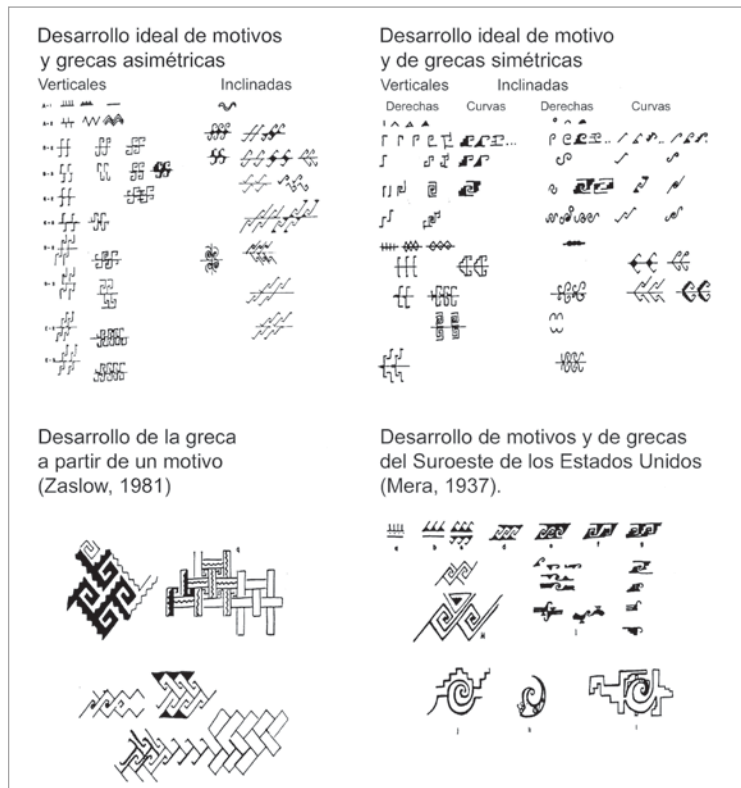 Desarrollo ideal de motivos
y grecas asimétricas
Verticales Inclinadas
Desarrollo ideal de motivo
y de grecas simétricas
Verticales Inclinadas
Derechas Curvas Derechas Curvas
Desarrollo de la greca
a partir de un motivo
(Zaslow, 1981)
Desarrollo de motivos y de grecas
del Suroeste de los Estados Unidos
(Mera, 1937).